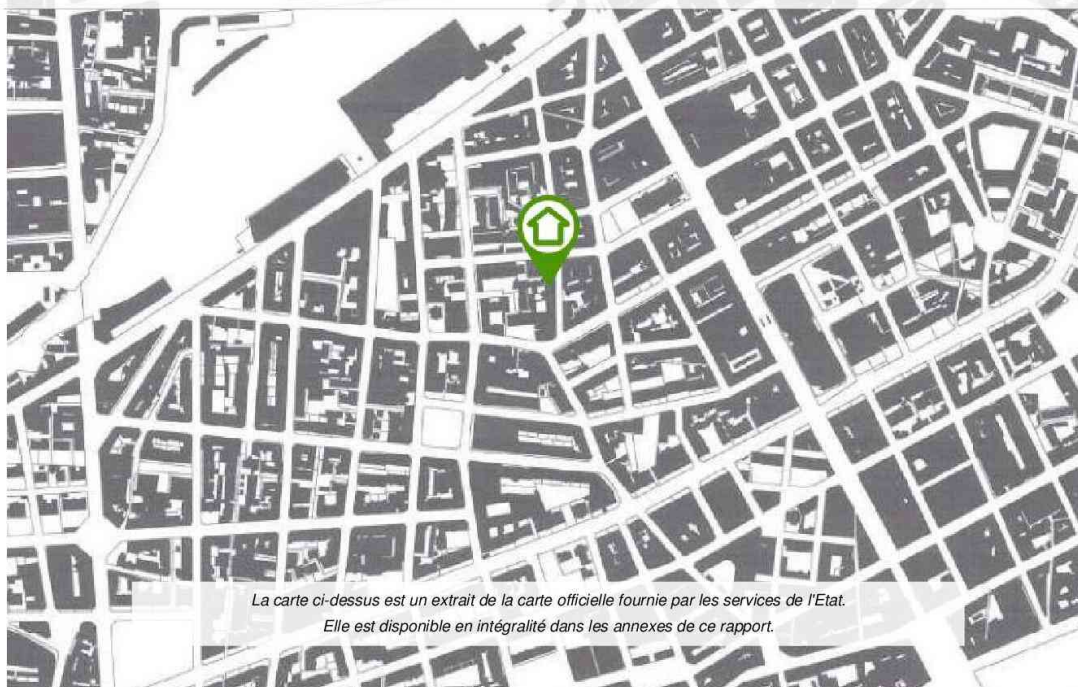 La carte ci-dessus est un extrait de la carte officielle fournie par les services de l'Etat.
Elle est disponible en intégralité dans les annexes de ce rapport.